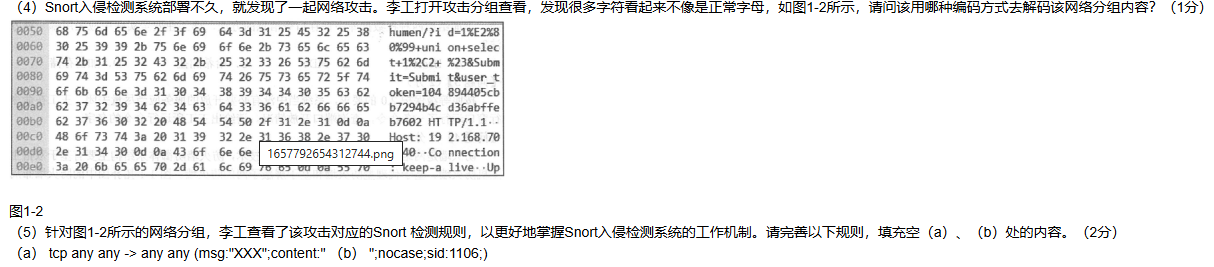 （4）Snort入侵检测系统部署不久，就发现了一起网络攻击。李工打开攻击分组查看，发现很多字符看起来不像是正常字母，如图1-2所示，请问该用哪种编码方式去解码该网络分组内容？（1分）
0050 68 75 6d 65 6e 2f 3f 69 64 3d 31 25 45 32 25 38 humen/?i d=1%E2%8
0060 30 25 39 39 2b 75 6e 69 6f 6e 2b 73 65 6c 65 63 0%99+uni on+selec
0070 74 2b 31 25 32 43 32 2b 25 32 33 26 53 75 62 6d t+1%2C2+ %23&Subm
0080 69 74 3d 53 75 62 6d 69 74 26 75 73 65 72 5f 74 it=Submi t&user_t
0090 6f 6b 65 6e 3d 31 30 34 38 39 34 34 30 35 63 62 oken=104 894405cb
00a0 62 37 32 39 34 62 34 63 64 33 36 61 62 66 66 65 b7294b4c d36abffe
00b0 62 37 36 30 32 20 48 54 54 50 2f 31 2e 31 0d 0a b7602 HT TP/1.1··
00c0 48 6f 73 74 3a 20 31 39 32 2e 31 36 38 2e 37 30 Host: 19 2.168.70
00d0 2e 31 34 30 0d 0a 43 6f 6e 6e 1657792654312744.png 40··Co nnection
00e0 3a 20 6b 65 65 70 2d 61 6c 69 76 65 0d 0a 55 70 : keep-a live··Up
图1-2
（5）针对图1-2所示的网络分组，李工查看了该攻击对应的Snort 检测规则，以更好地掌握Snort入侵检测系统的工作机制。请完善以下规则，填充空（a）、（b）处的内容。（2分）
（a） tcp any any -> any any (msg:"XXX";content:" （b） ";nocase;sid:1106;)